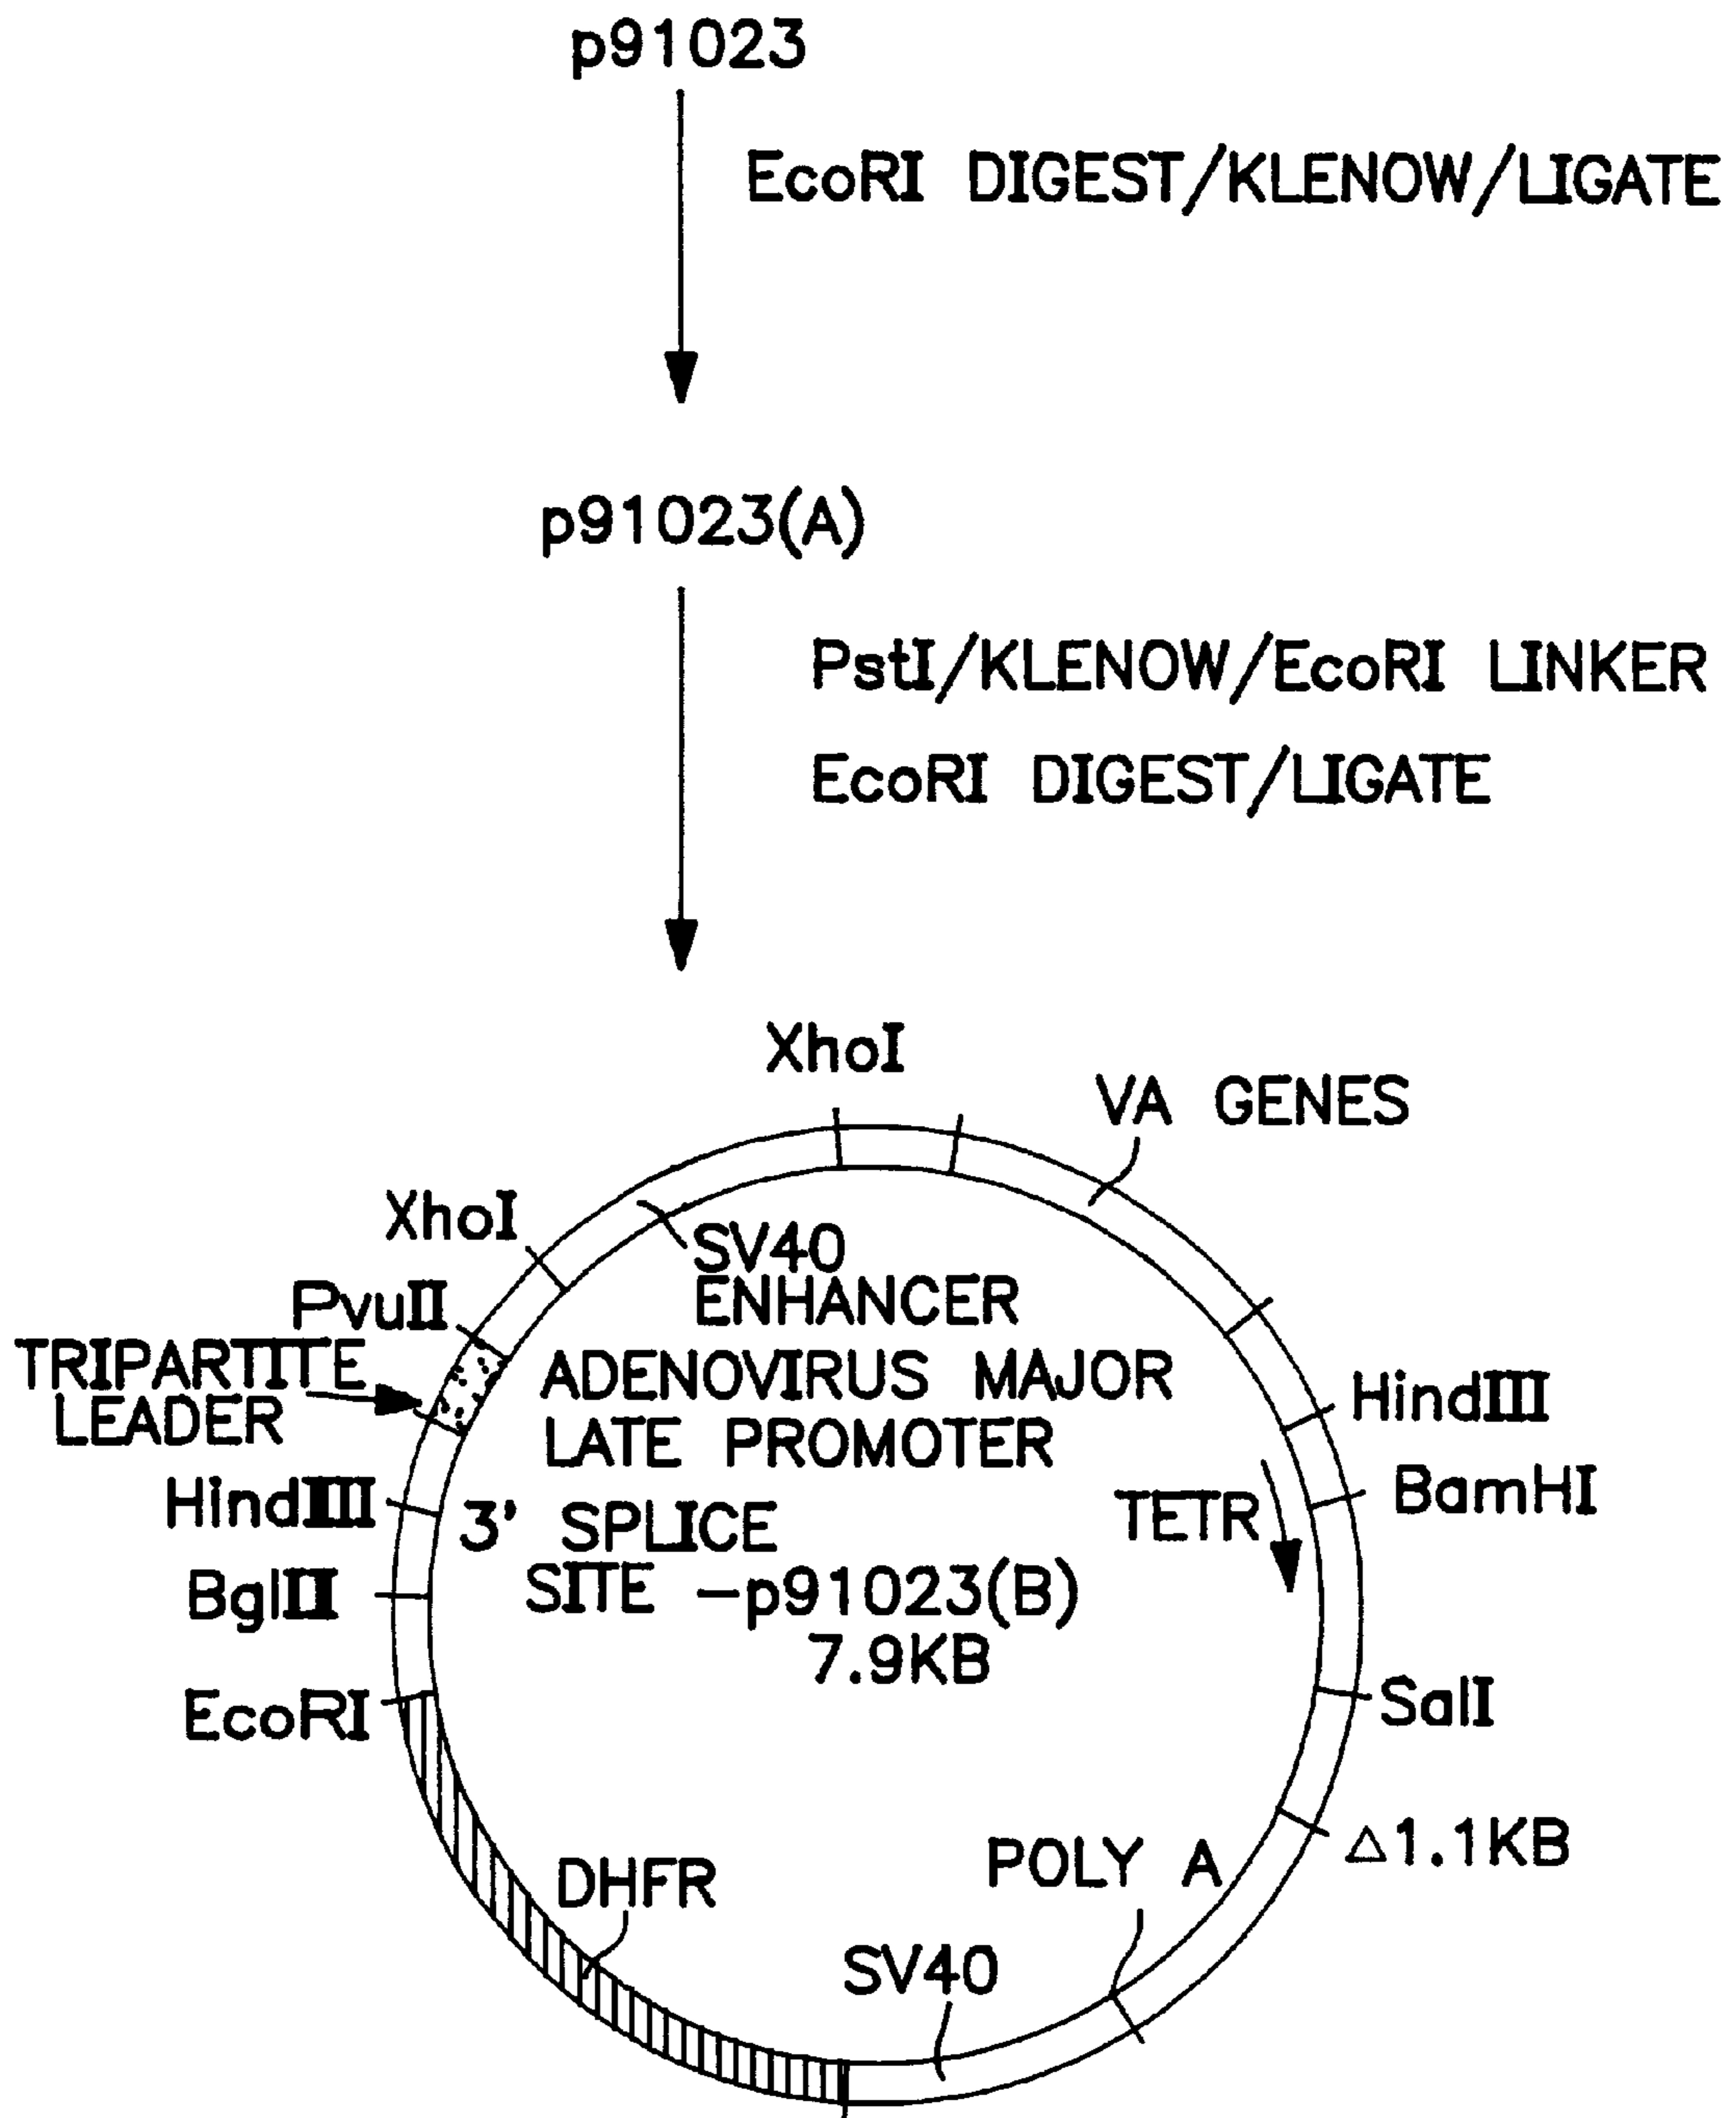 p91023
EcoRI DIGEST/KLENOW/LIGATE
p91023(A)
PstI/KLENOW/EcoRI LINKER
EcoRI DIGEST/LIGATE
XhoI
VA GENES
XhoI
SV40
ENHANCER
PvuII
TRIPARTITE
LEADER
ADENOVIRUS MAJOR
LATE PROMOTER
HindIII
HindIII
3' SPLICE
SITE -p91023(B)
7.9KB
TETR
BamHI
BglII
EcoRI
SalI
Δ1.1KB
POLY A
DHFR
SV40